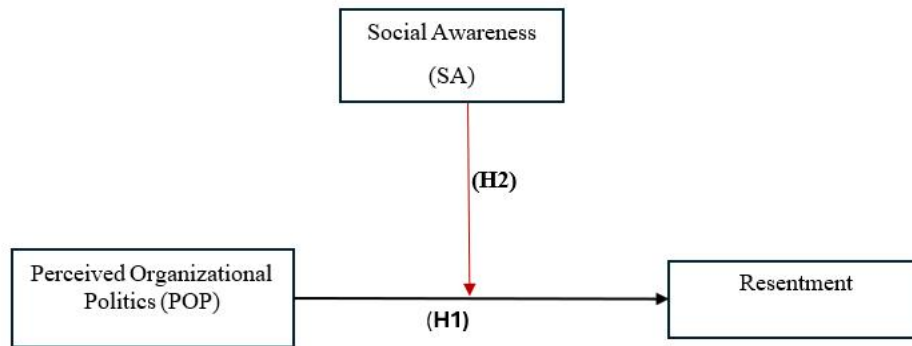 Social Awareness
(SA)
(H2)
Perceived Organizational
Politics (POP)
(H1)
Resentment